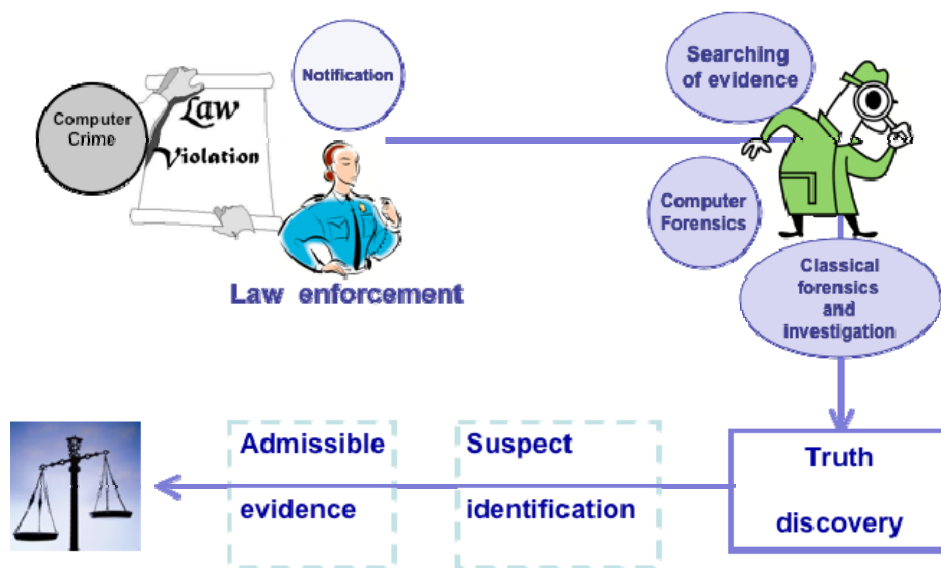 Computer
Crime
Law
Violation
Notification
Law enforcement
Searching
of evidence
Computer
Forensics
Classical
forensics
and
investigation
Truth
discovery
Suspect
identification
Admissible
evidence